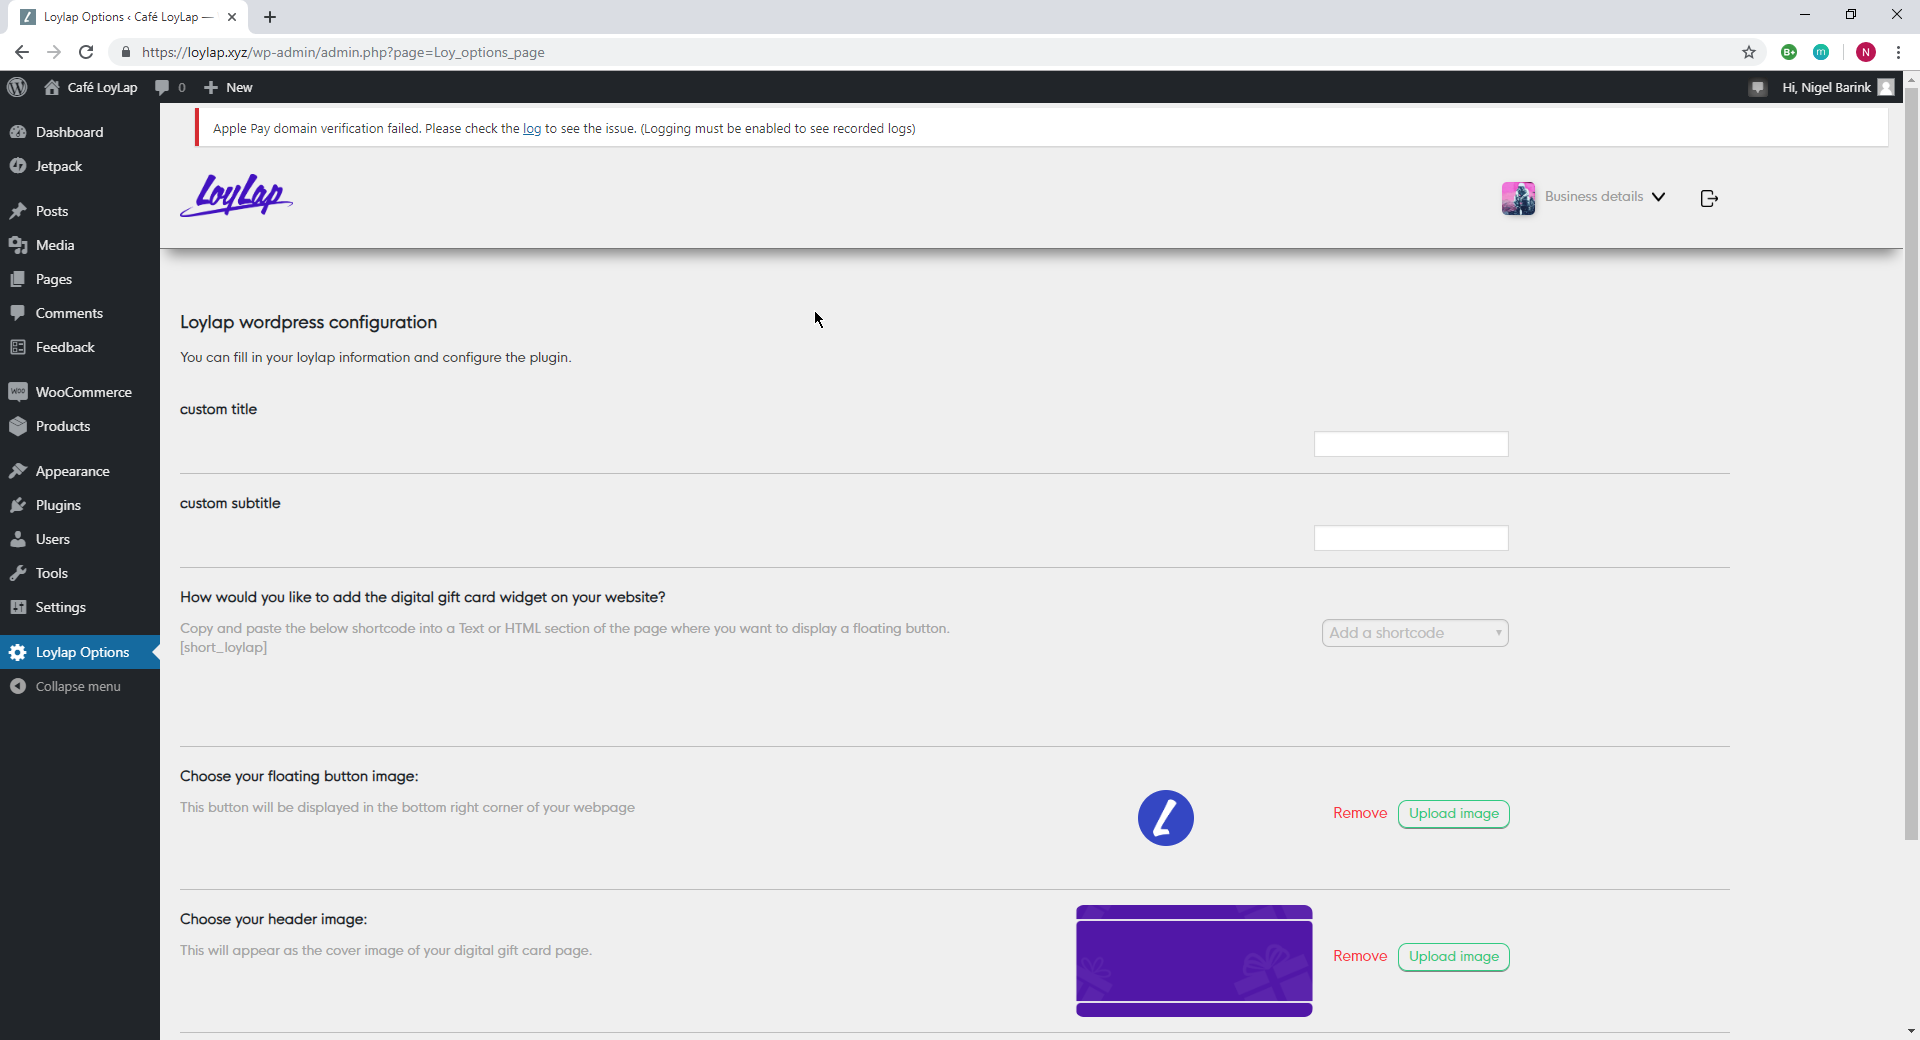 Loylap Options ‹ Café LoyLap —
https://loylap.xyz/wp-admin/admin.php?page=Loy_options_page
B+
m
N
Café LoyLap
0
New
Hi, Nigel Barink
Dashboard
Jetpack
Posts
Media
Pages
Comments
Feedback
WooCommerce
Products
Appearance
Plugins
Users
Tools
Settings
Loylap Options
Collapse menu
Apple Pay domain verification failed. Please check the log to see the issue. (Logging must be enabled to see recorded logs)
LoyLap
Business details
Loylap wordpress configuration
You can fill in your loylap information and configure the plugin.
custom title
custom subtitle
How would you like to add the digital gift card widget on your website?
Copy and paste the below shortcode into a Text or HTML section of the page where you want to display a floating button.
[short_loylap]
Add a shortcode
Choose your floating button image:
This button will be displayed in the bottom right corner of your webpage
L
Remove
Upload image
Choose your header image:
This will appear as the cover image of your digital gift card page.
Remove
Upload image